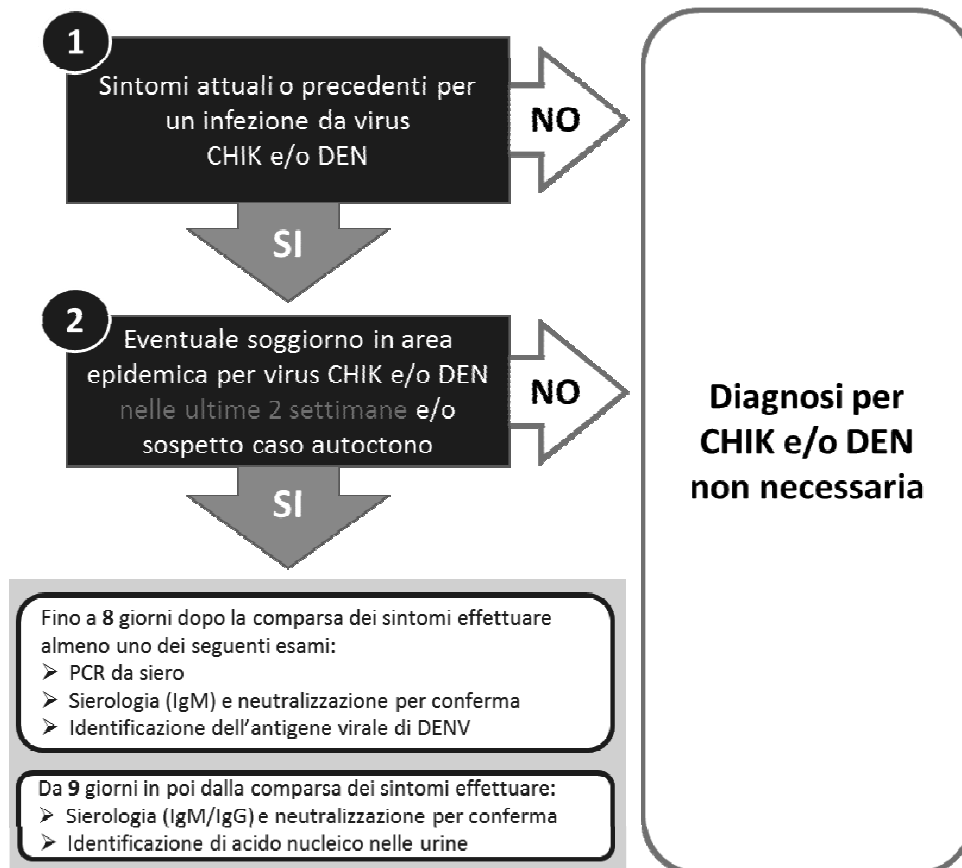 1
Sintomi attuali o precedenti per
un infezione da virus
CHIK e/o DEN
NO
SI
2
Eventuale soggiorno in area
epidemica per virus CHIK e/o DEN
nelle ultime 2 settimane e/o
sospetto caso autoctono
NO
SI
Diagnosi per
CHIK e/o DEN
non necessaria
Fino a 8 giorni dopo la comparsa dei sintomi effettuare
almeno uno dei seguenti esami:
➢ PCR da siero
➢ Sierologia (IgM) e neutralizzazione per conferma
➢ Identificazione dell'antigene virale di DENV
Da 9 giorni in poi dalla comparsa dei sintomi effettuare:
➢ Sierologia (IgM/IgG) e neutralizzazione per conferma
➢ Identificazione di acido nucleico nelle urine